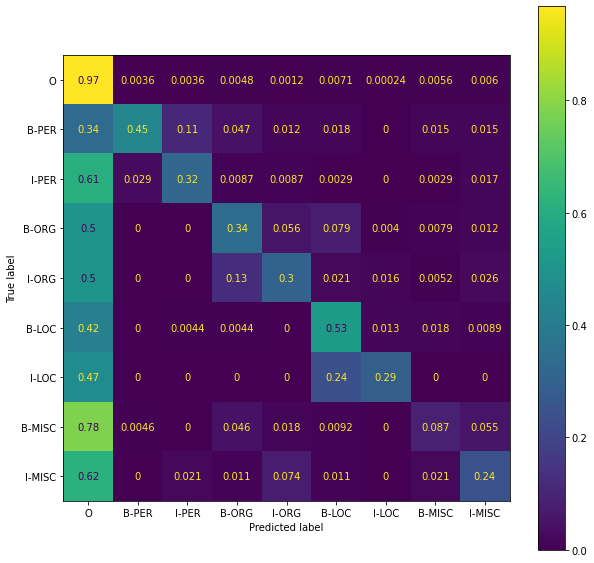 O 0.97 0.0036 0.0036 0.0048 0.0012 0.0071 0.00024 0.0056 0.006
0.8
B-PER 0.34 0.45 0.11 0.047 0.012 0.018 0 0.015 0.015
I-PER 0.61 0.029 0.32 0.0087 0.0087 0.0029 0 0.0029 0.017
0.6
B-ORG 0.5 0 0 0.34 0.056 0.079 0.004 0.0079 0.012
True label
I-ORG 0.5 0 0 0.13 0.3 0.021 0.016 0.0052 0.026
0.4
B-LOC 0.42 0 0.0044 0.0044 0 0.53 0.013 0.018 0.0089
I-LOC 0.47 0 0 0 0 0.24 0.29 0 0
0.2
B-MISC 0.78 0.0046 0 0.046 0.018 0.0092 0 0.087 0.055
I-MISC 0.62 0 0.021 0.011 0.074 0.011 0 0.021 0.24
O B-PER I-PER B-ORG I-ORG B-LOC I-LOC B-MISC I-MISC
Predicted label
0.0